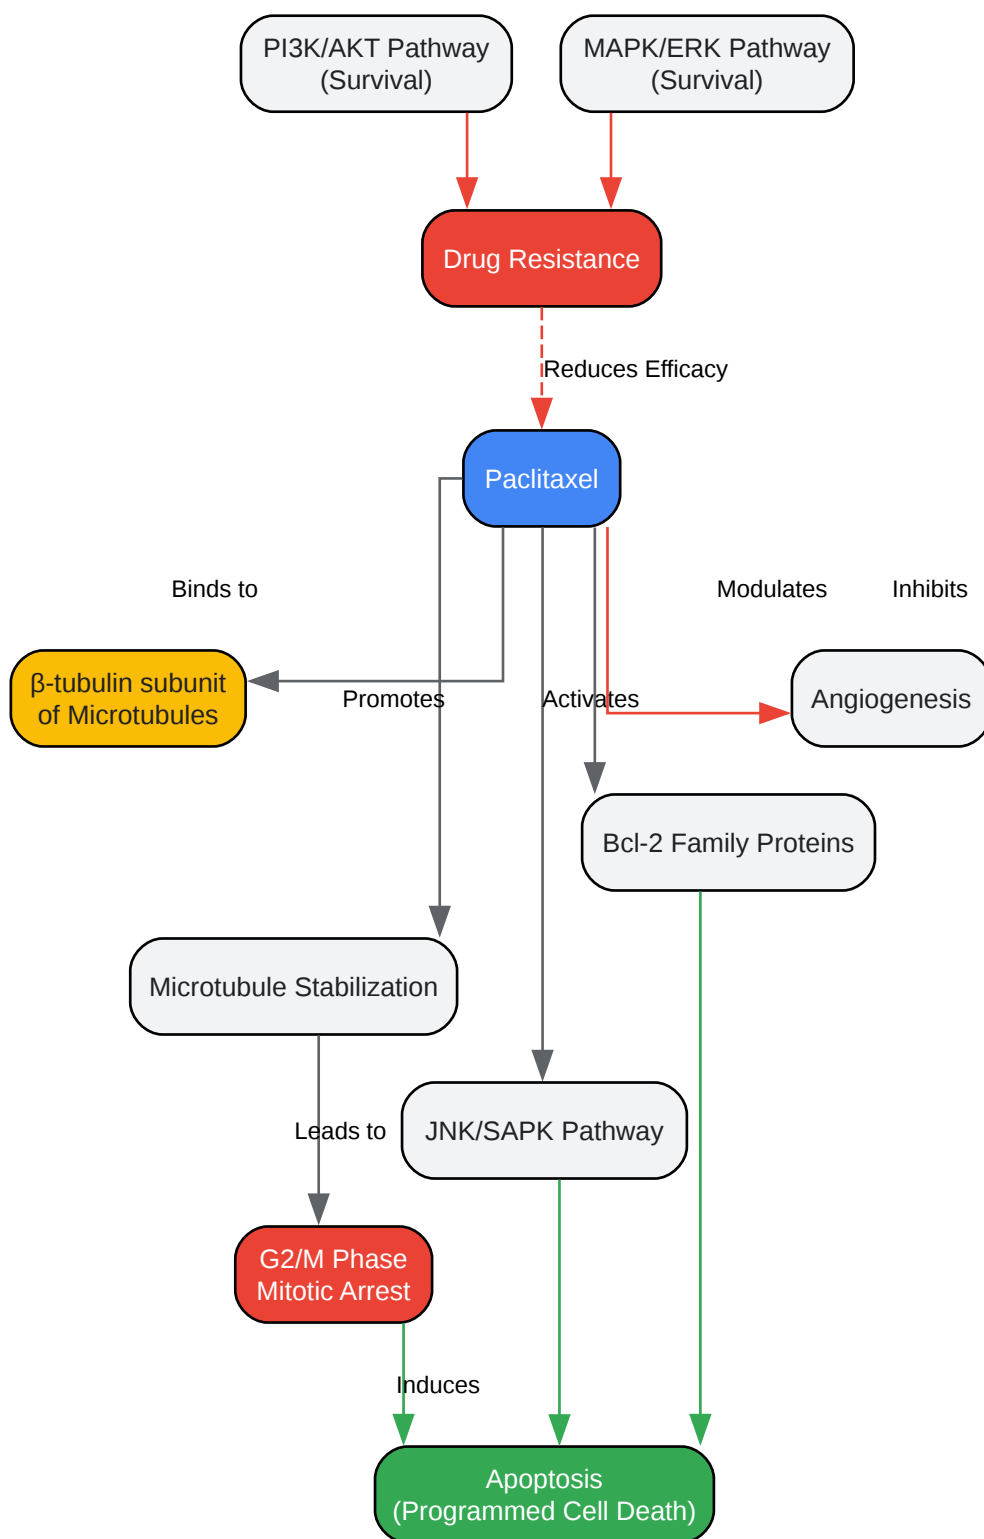 PI3K/AKT Pathway
(Survival)
MAPK/ERK Pathway
(Survival)
Drug Resistance
Reduces Efficacy
Paclitaxel
Binds to
Modulates
Inhibits
β-tubulin subunit
of Microtubules
Promotes
Activates
Angiogenesis
Bcl-2 Family Proteins
Microtubule Stabilization
Leads to
JNK/SAPK Pathway
G2/M Phase
Mitotic Arrest
Induces
Apoptosis
(Programmed Cell Death)